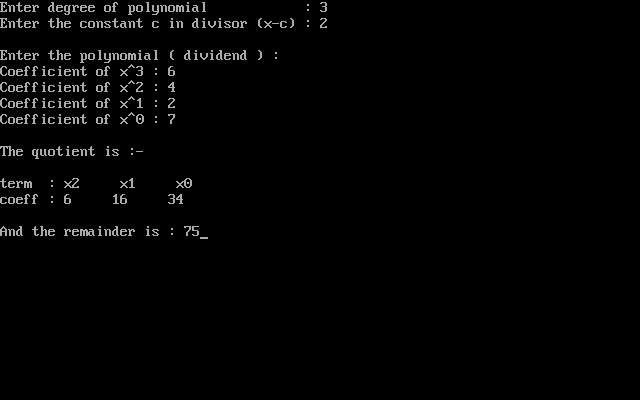 Enter degree of polynomial            : 3
Enter the constant c in divisor (x-c) : 2
Enter the polynomial ( dividend ) :
Coefficient of x^3 : 6
Coefficient of x^2 : 4
Coefficient of x^1 : 2
Coefficient of x^0 : 7
The quotient is :-
term  : x2     x1     x0
coeff : 6     16     34
And the remainder is : 75_